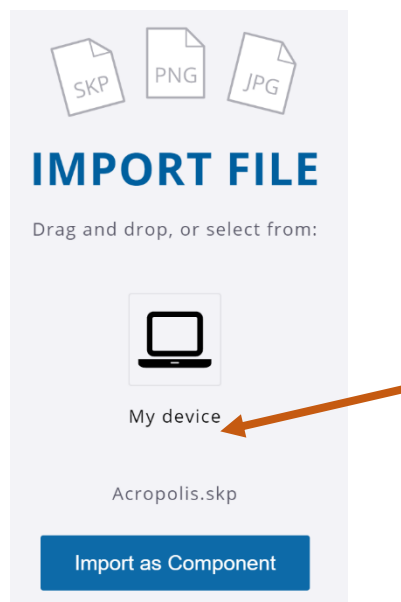 SKP
PNG
JPG
IMPORT FILE
Drag and drop, or select from:
My device
Acropolis.skp
Import as Component